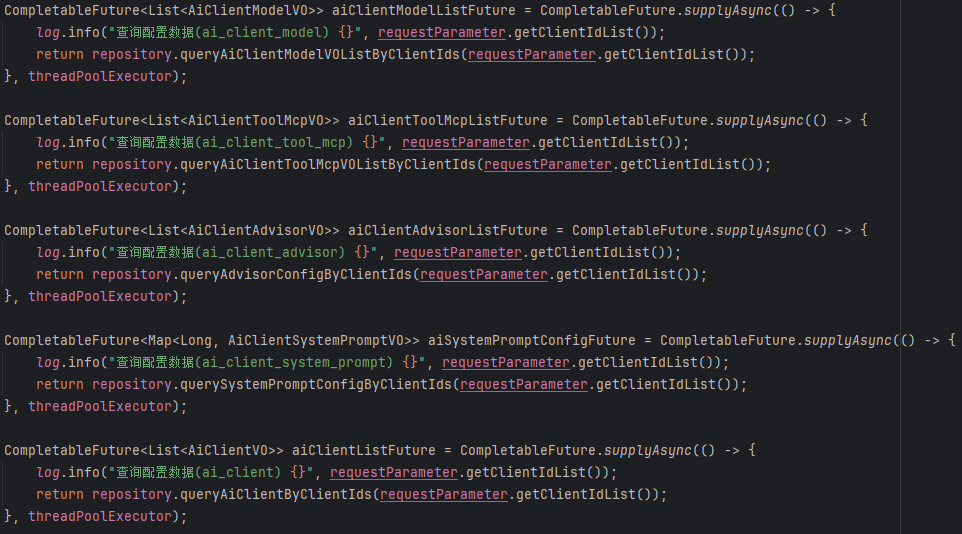 CompletableFuture<List<AiClientModelVO>> aiClientModelListFuture = CompletableFuture.supplyAsync(() -> {
    log.info("查询配置数据(ai_client_model) {}", requestParameter.getClientIdList());
    return repository.queryAiClientModelVOListByClientIds(requestParameter.getClientIdList());
}, threadPoolExecutor);

CompletableFuture<List<AiClientToolMcpVO>> aiClientToolMcpListFuture = CompletableFuture.supplyAsync(() -> {
    log.info("查询配置数据(ai_client_tool_mcp) {}", requestParameter.getClientIdList());
    return repository.queryAiClientToolMcpVOListByClientIds(requestParameter.getClientIdList());
}, threadPoolExecutor);

CompletableFuture<List<AiClientAdvisorVO>> aiClientAdvisorListFuture = CompletableFuture.supplyAsync(() -> {
    log.info("查询配置数据(ai_client_advisor) {}", requestParameter.getClientIdList());
    return repository.queryAdvisorConfigByClientIds(requestParameter.getClientIdList());
}, threadPoolExecutor);

CompletableFuture<Map<Long, AiClientSystemPromptVO>> aiSystemPromptConfigFuture = CompletableFuture.supplyAsync(() -> {
    log.info("查询配置数据(ai_client_system_prompt) {}", requestParameter.getClientIdList());
    return repository.querySystemPromptConfigByClientIds(requestParameter.getClientIdList());
}, threadPoolExecutor);

CompletableFuture<List<AiClientVO>> aiClientListFuture = CompletableFuture.supplyAsync(() -> {
    log.info("查询配置数据(ai_client) {}", requestParameter.getClientIdList());
    return repository.queryAiClientByClientIds(requestParameter.getClientIdList());
}, threadPoolExecutor);